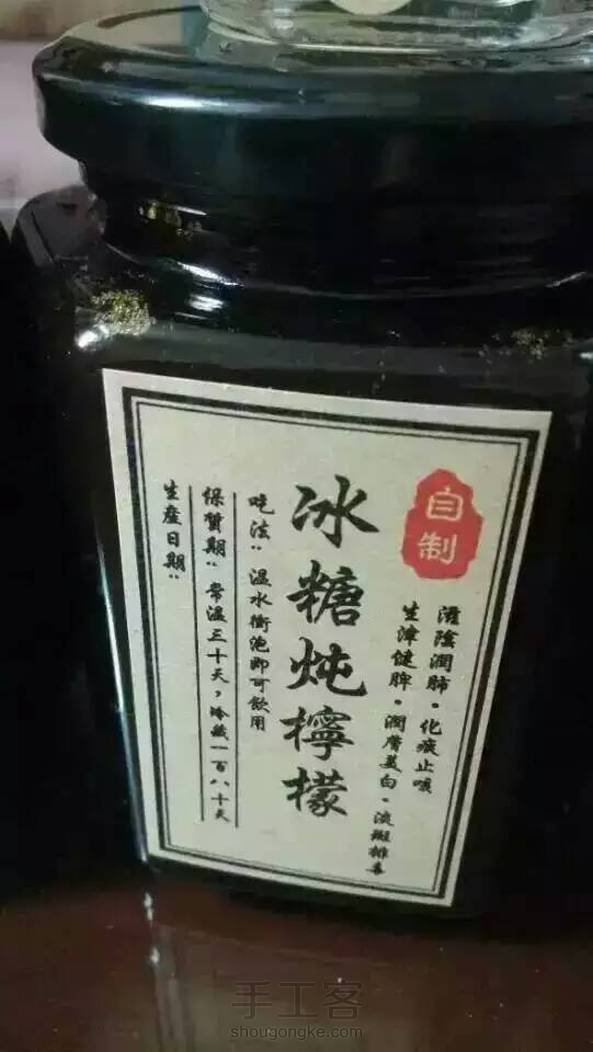 自制
滋陰潤肺。化痰止咳
生津健脾。潤膚美白。淡斑排毒
冰糖炖檸檬
吃法：溫水衝泡即可飲用
保質期：常溫三十天，冷藏一百八十天
生產日期：
手工客
shougongke.com